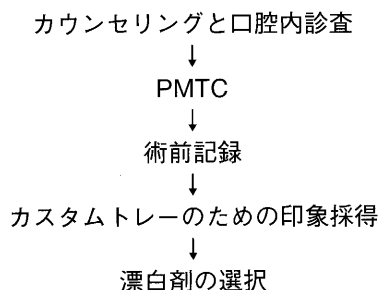 カウンセリングと口腔内診査
↓
PMTC
↓
術前記録
↓
カスタムトレーのための印象採得
↓
漂白剤の選択